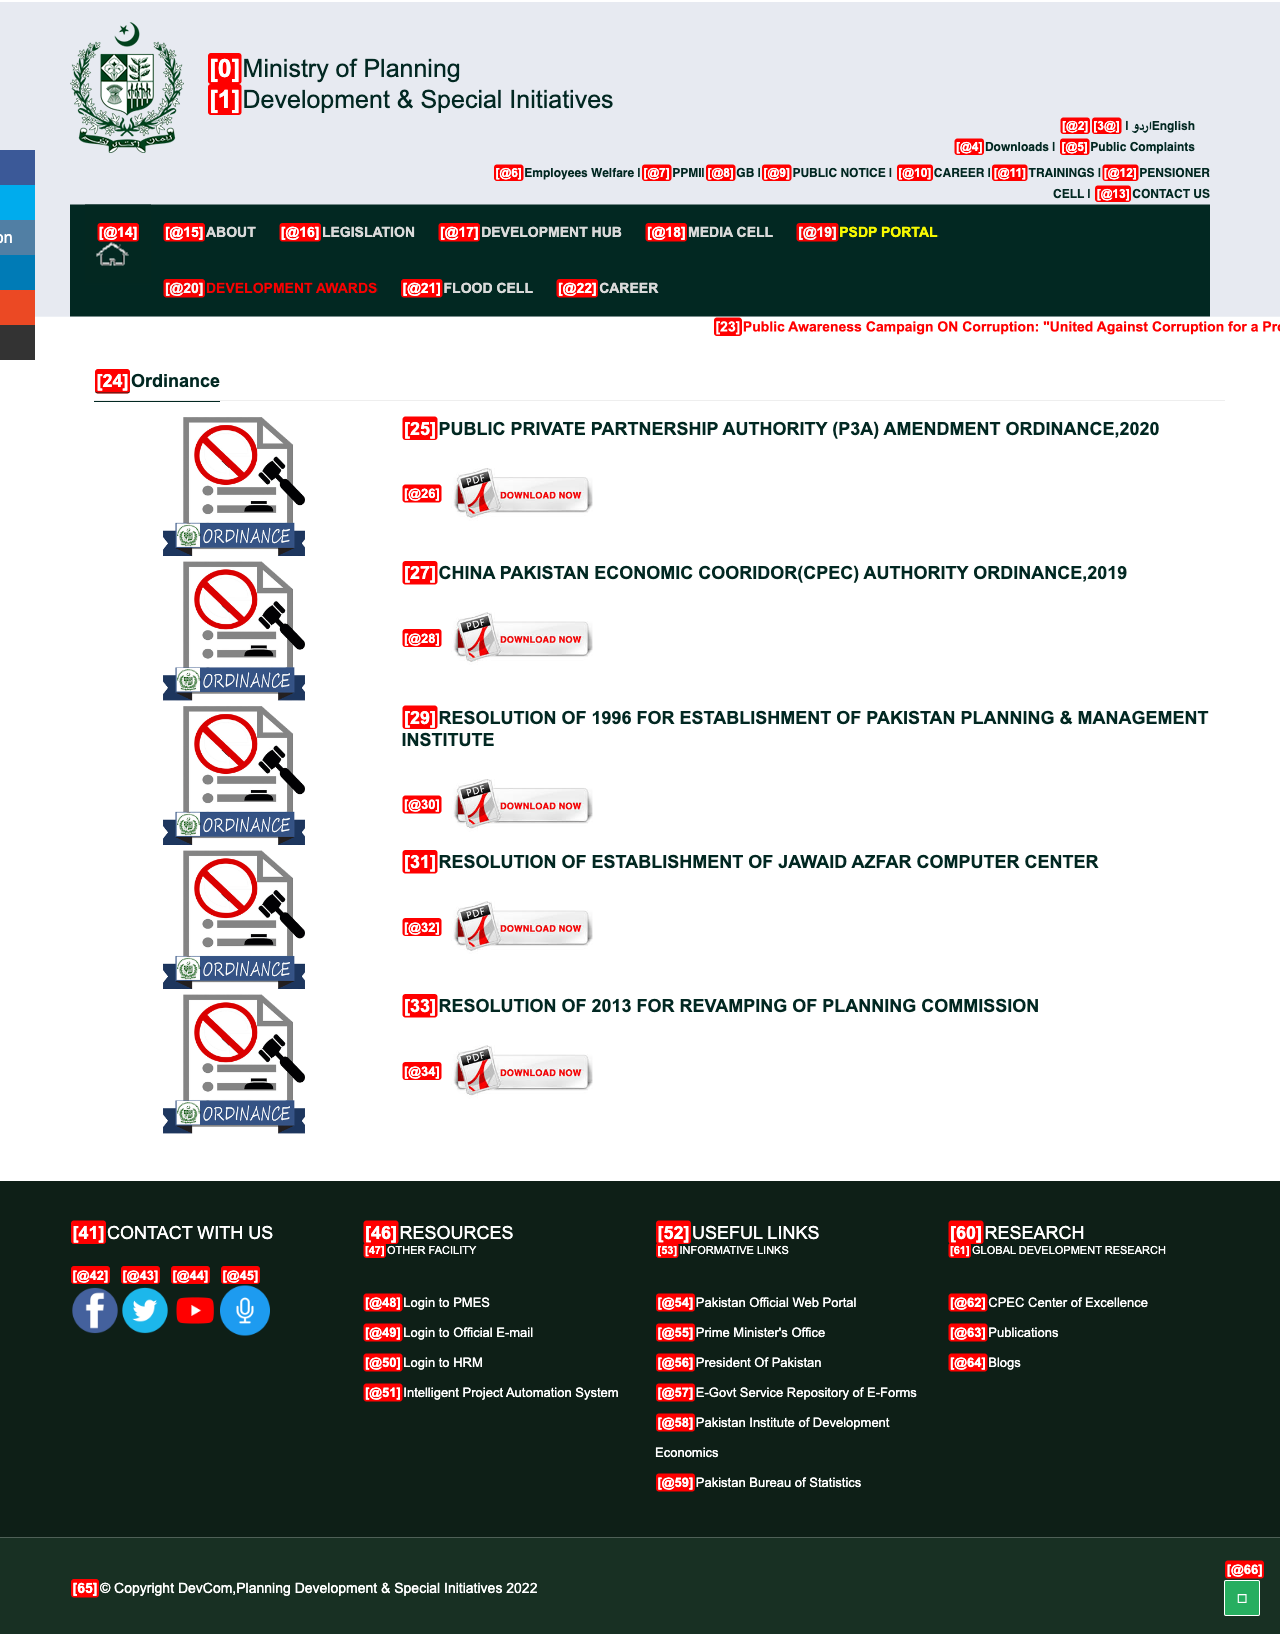 [0]Ministry of Planning
[1]Development & Special Initiatives
[@2] [@3] اردو | English
[@4]Downloads | [@5]Public Complaints
[@6]Employees Welfare | [@7]PPMI| [@8]GB | [@9]PUBLIC NOTICE | [@10]CAREER | [@11]TRAININGS | [@12]PENSIONER
CELL | [@13]CONTACT US
on
[@14] [@15]ABOUT [@16]LEGISLATION [@17]DEVELOPMENT HUB [@18]MEDIA CELL [@19]PSDP PORTAL
[@20]DEVELOPMENT AWARDS [@21]FLOOD CELL [@22]CAREER
[23]Public Awareness Campaign ON Corruption: "United Against Corruption for a Pro
[24]Ordinance
[25]PUBLIC PRIVATE PARTNERSHIP AUTHORITY (P3A) AMENDMENT ORDINANCE,2020
[@26] PDF DOWNLOAD NOW
ORDINANCE
[27]CHINA PAKISTAN ECONOMIC COORIDOR(CPEC) AUTHORITY ORDINANCE,2019
[@28] PDF DOWNLOAD NOW
ORDINANCE
[29]RESOLUTION OF 1996 FOR ESTABLISHMENT OF PAKISTAN PLANNING & MANAGEMENT
INSTITUTE
[@30] PDF DOWNLOAD NOW
ORDINANCE
[31]RESOLUTION OF ESTABLISHMENT OF JAWAID AZFAR COMPUTER CENTER
[@32] PDF DOWNLOAD NOW
ORDINANCE
[33]RESOLUTION OF 2013 FOR REVAMPING OF PLANNING COMMISSION
[@34] PDF DOWNLOAD NOW
ORDINANCE
[41]CONTACT WITH US
[@42] [@43] [@44] [@45]
[46]RESOURCES
[47]OTHER FACILITY
[@48]Login to PMES
[@49]Login to Official E-mail
[@50]Login to HRM
[@51]Intelligent Project Automation System
[52]USEFUL LINKS
[53]INFORMATIVE LINKS
[@54]Pakistan Official Web Portal
[@55]Prime Minister's Office
[@56]President Of Pakistan
[@57]E-Govt Service Repository of E-Forms
[@58]Pakistan Institute of Development
Economics
[@59]Pakistan Bureau of Statistics
[60]RESEARCH
[61]GLOBAL DEVELOPMENT RESEARCH
[@62]CPEC Center of Excellence
[@63]Publications
[@64]Blogs
[65]© Copyright DevCom,Planning Development & Special Initiatives 2022
[@66]